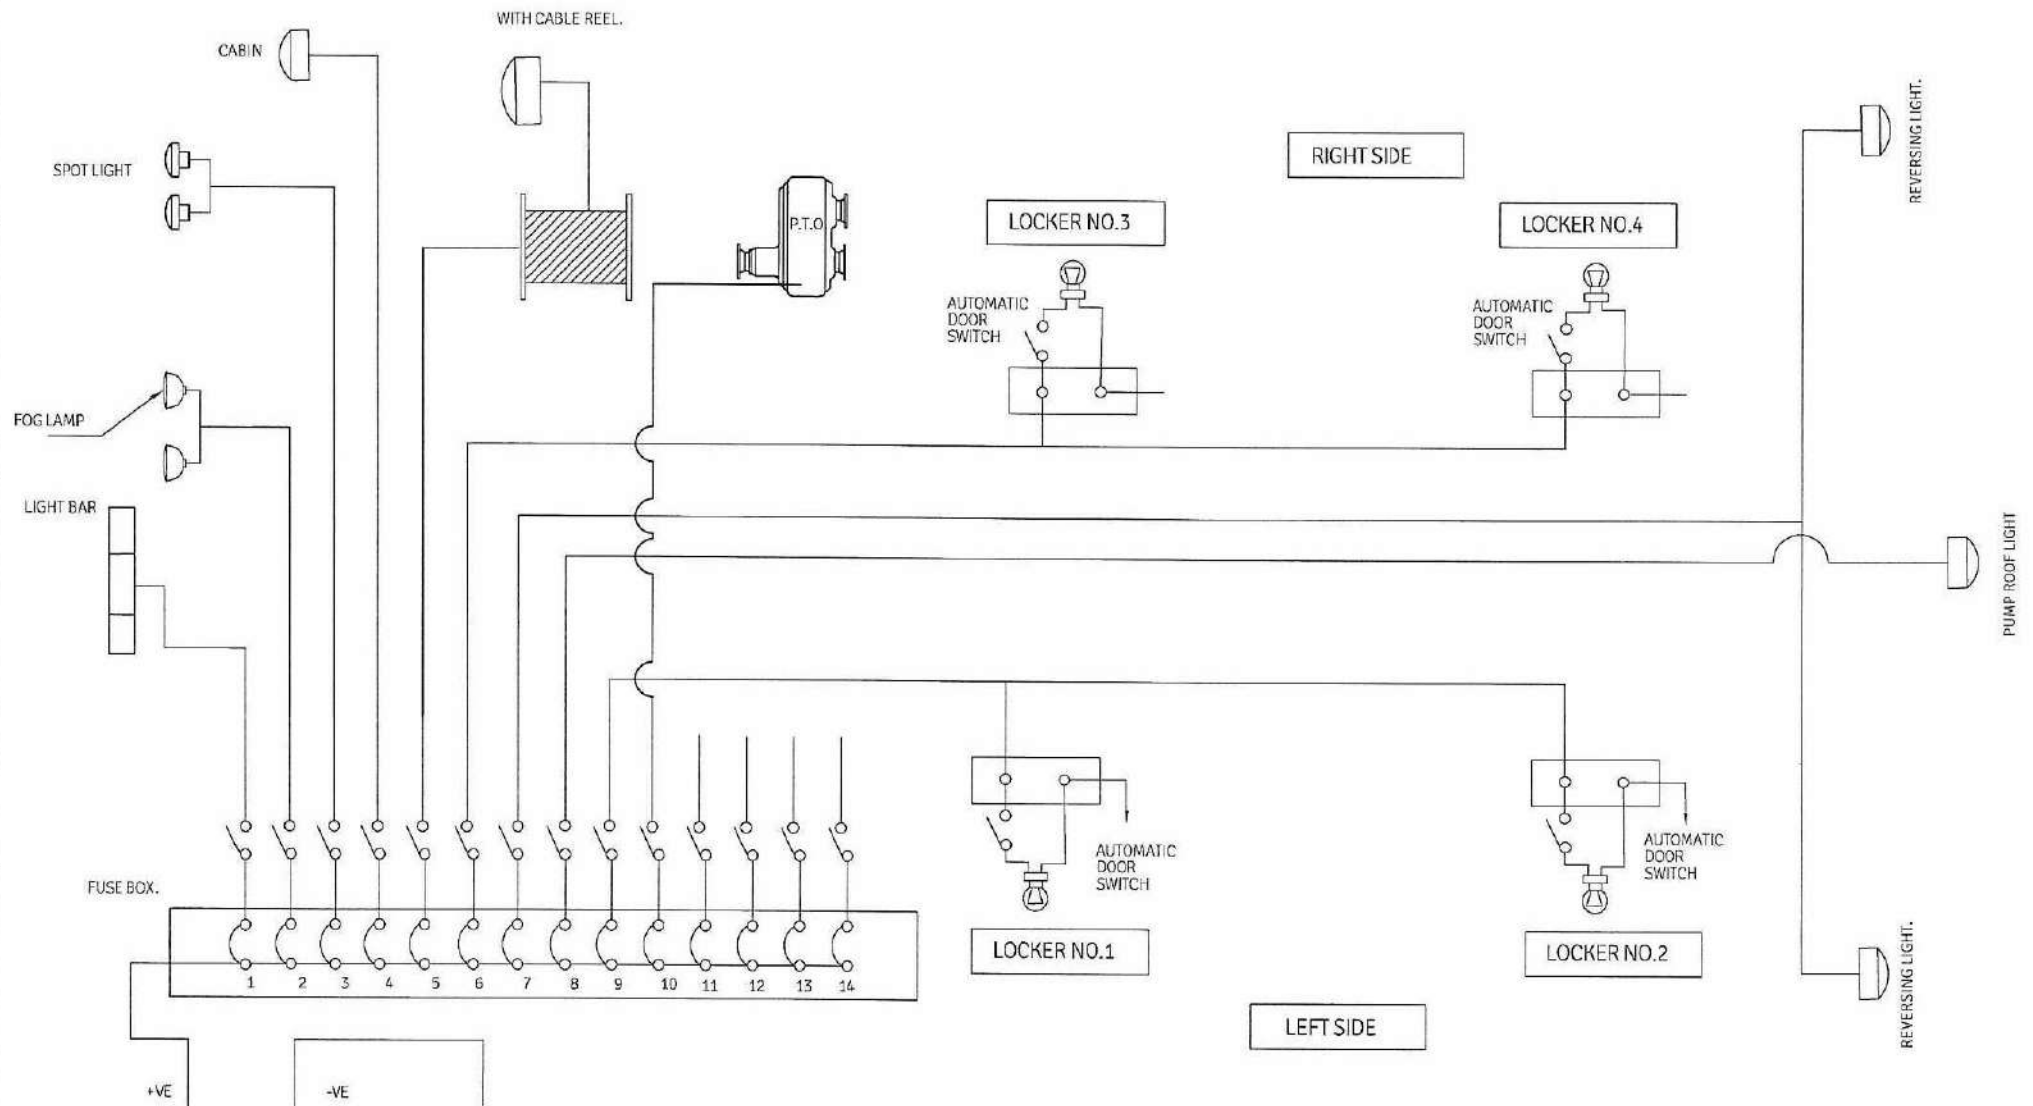 WITH CABLE REEL.
CABIN
SPOT LIGHT
P.T.O
RIGHT SIDE
REVERSING LIGHT.
LOCKER NO.3
LOCKER NO.4
AUTOMATIC
DOOR
SWITCH
AUTOMATIC
DOOR
SWITCH
FOG LAMP
LIGHT BAR
PUMP ROOF LIGHT
AUTOMATIC
DOOR
SWITCH
AUTOMATIC
DOOR
SWITCH
FUSE BOX.
LOCKER NO.1
LOCKER NO.2
REVERSING LIGHT.
1 2 3 4 5 6 7 8 9 10 11 12 13 14
LEFT SIDE
+VE
-VE